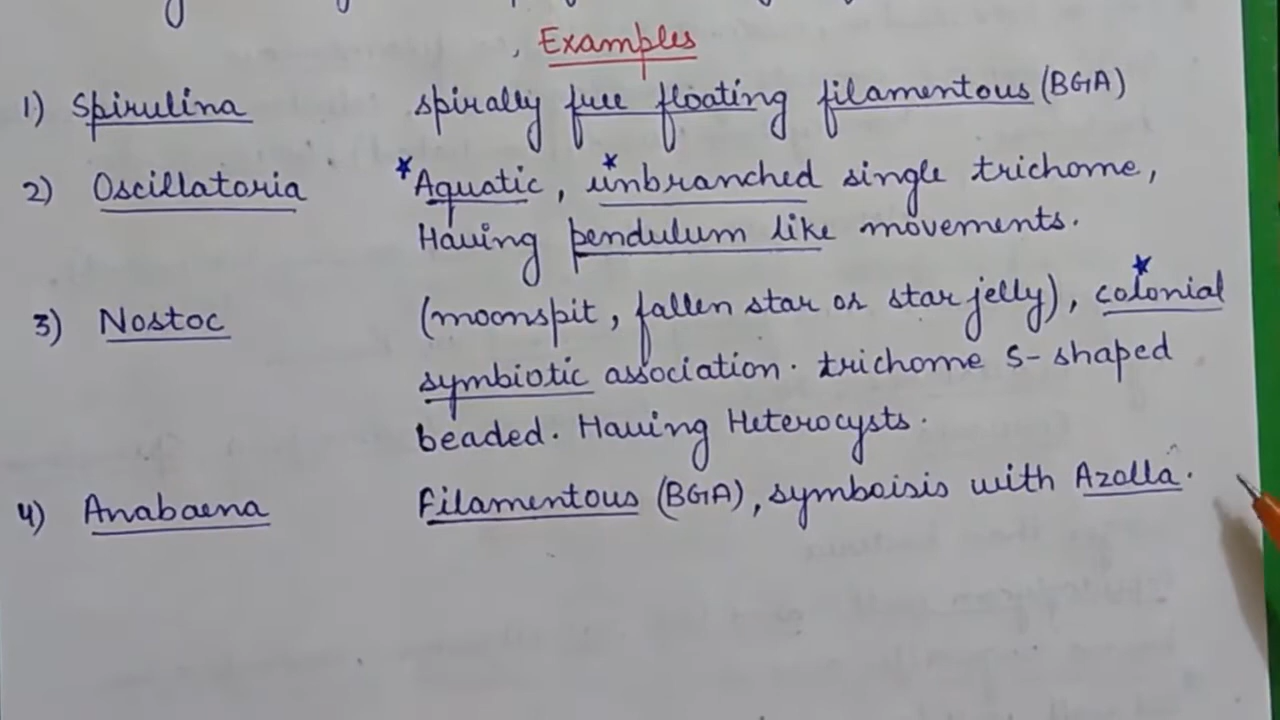 Examples
1) Spirulina spirally free floating filamentous (BGA)
2) Oscillatoria *Aquatic, *unbranched single trichome,
Having pendulum like movements.
3) Nostoc (moonspit, fallen star or star jelly), *colonial
symbiotic association. trichome S-shaped
beaded. Having Heterocysts.
4) Anabaena Filamentous (BGA), symboisis with Azolla.